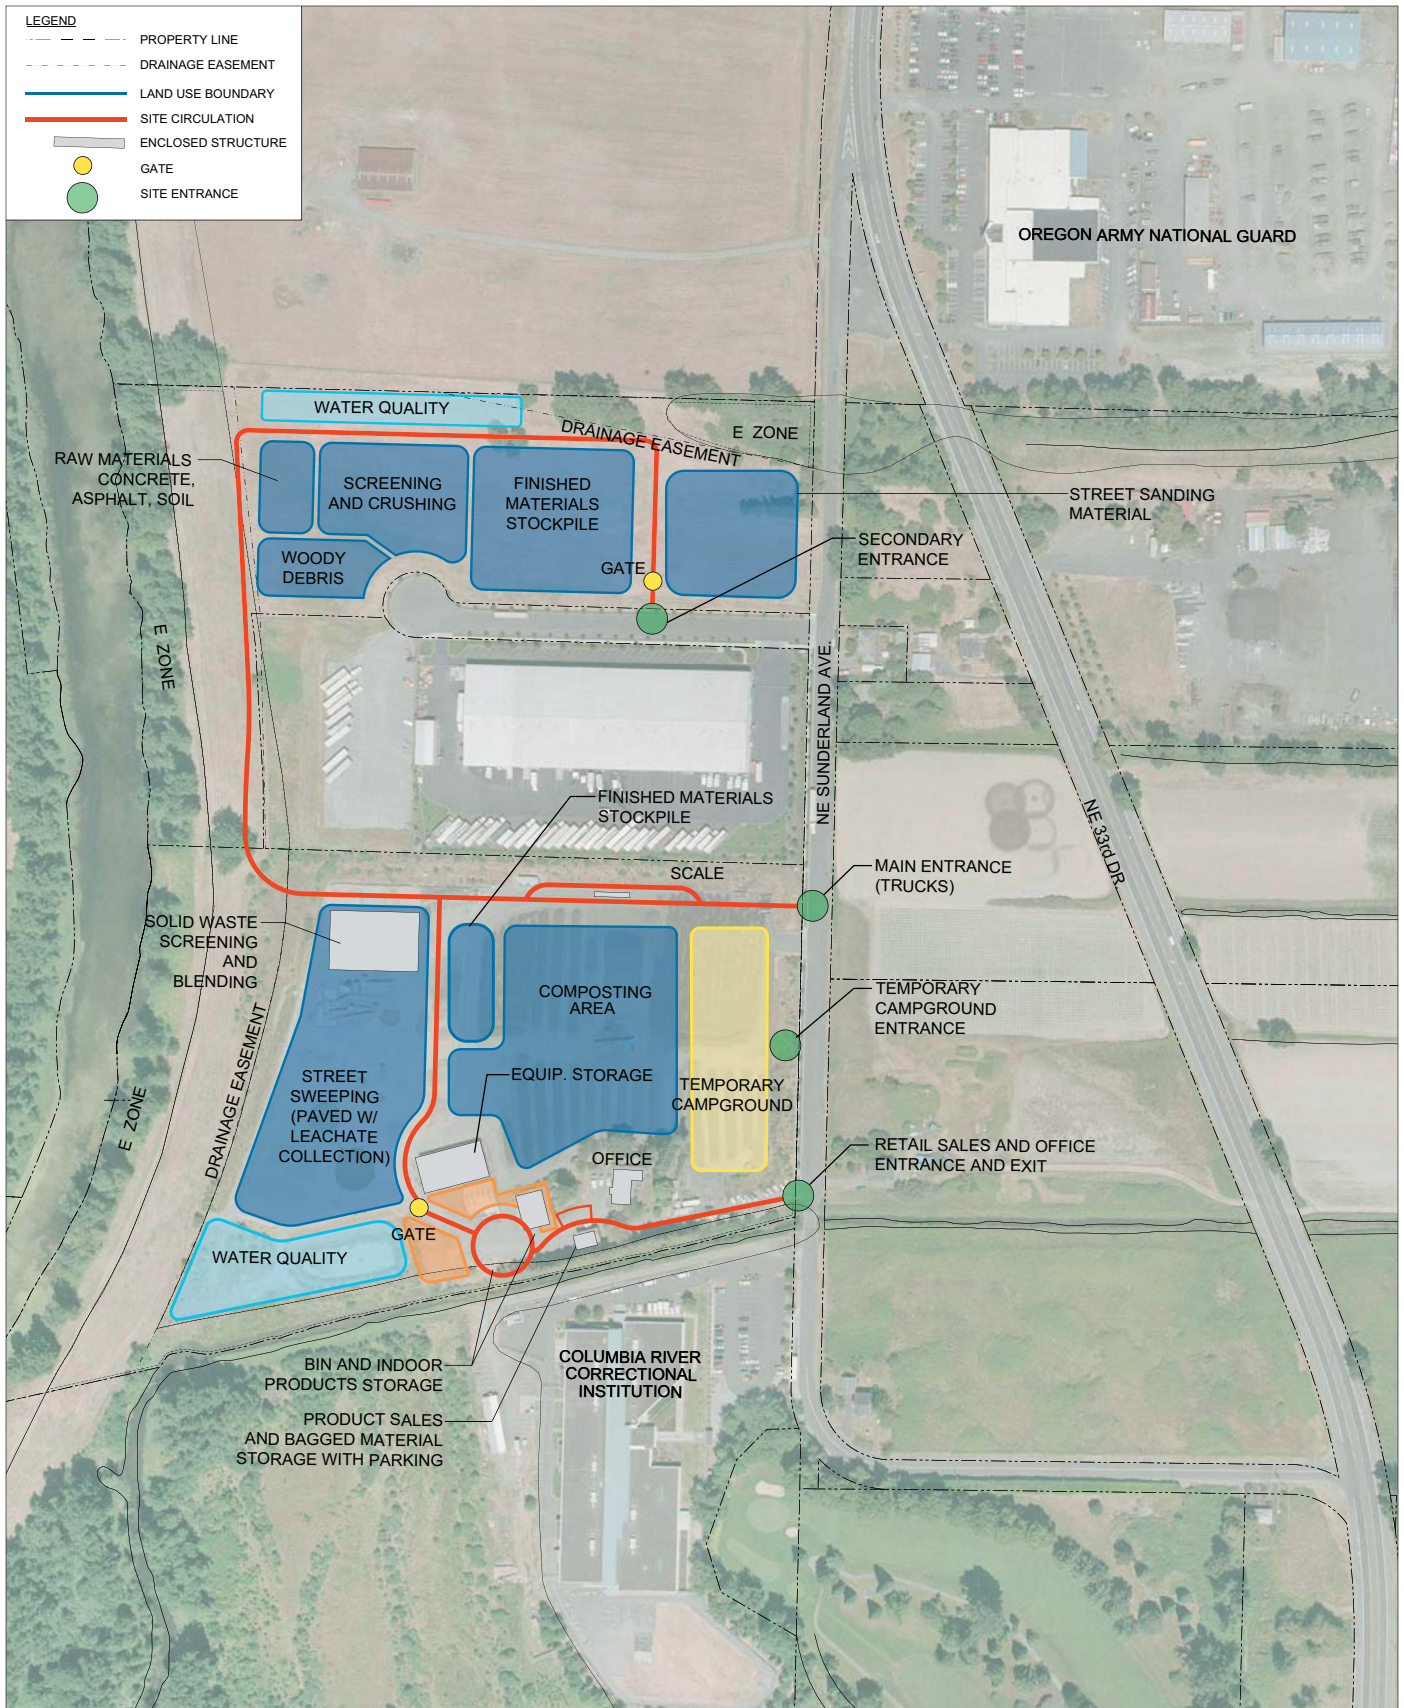 LEGEND
PROPERTY LINE
DRAINAGE EASEMENT
LAND USE BOUNDARY
SITE CIRCULATION
ENCLOSED STRUCTURE
GATE
SITE ENTRANCE
OREGON ARMY NATIONAL GUARD
WATER QUALITY
DRAINAGE EASEMENT
E ZONE
RAW MATERIALS
CONCRETE,
ASPHALT, SOIL
SCREENING
AND CRUSHING
FINISHED
MATERIALS
STOCKPILE
STREET SANDING
MATERIAL
WOODY
DEBRIS
GATE
SECONDARY
ENTRANCE
E ZONE
NE SUNDERLAND AVE.
NE 33rd DR.
FINISHED MATERIALS
STOCKPILE
SCALE
MAIN ENTRANCE
(TRUCKS)
SOLID WASTE
SCREENING
AND
BLENDING
COMPOSTING
AREA
TEMPORARY
CAMPGROUND
ENTRANCE
DRAINAGE EASEMENT
E ZONE
STREET
SWEEPING
(PAVED W/
LEACHATE
COLLECTION)
EQUIP. STORAGE
TEMPORARY
CAMPGROUND
OFFICE
RETAIL SALES AND OFFICE
ENTRANCE AND EXIT
GATE
WATER QUALITY
BIN AND INDOOR
PRODUCTS STORAGE
COLUMBIA RIVER
CORRECTIONAL
INSTITUTION
PRODUCT SALES
AND BAGGED MATERIAL
STORAGE WITH PARKING